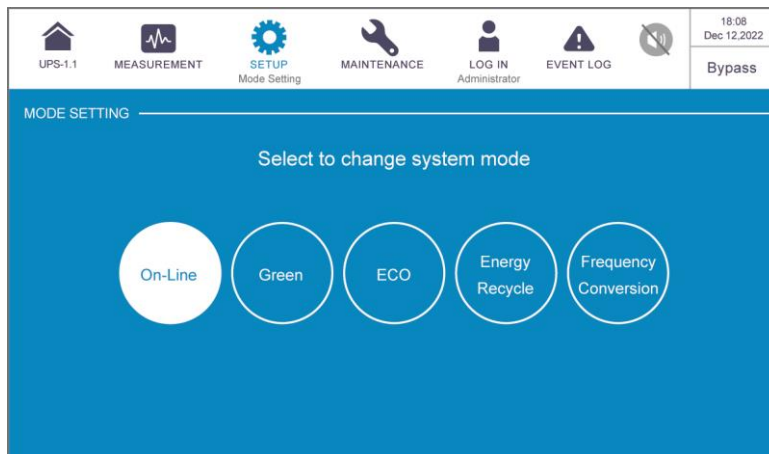 18:08
Dec 12,2022
UPS-1.1
MEASUREMENT
SETUP
Mode Setting
MAINTENANCE
LOG IN
Administrator
EVENT LOG
Bypass
MODE SETTING
Select to change system mode
On-Line
Green
ECO
Energy
Recycle
Frequency
Conversion